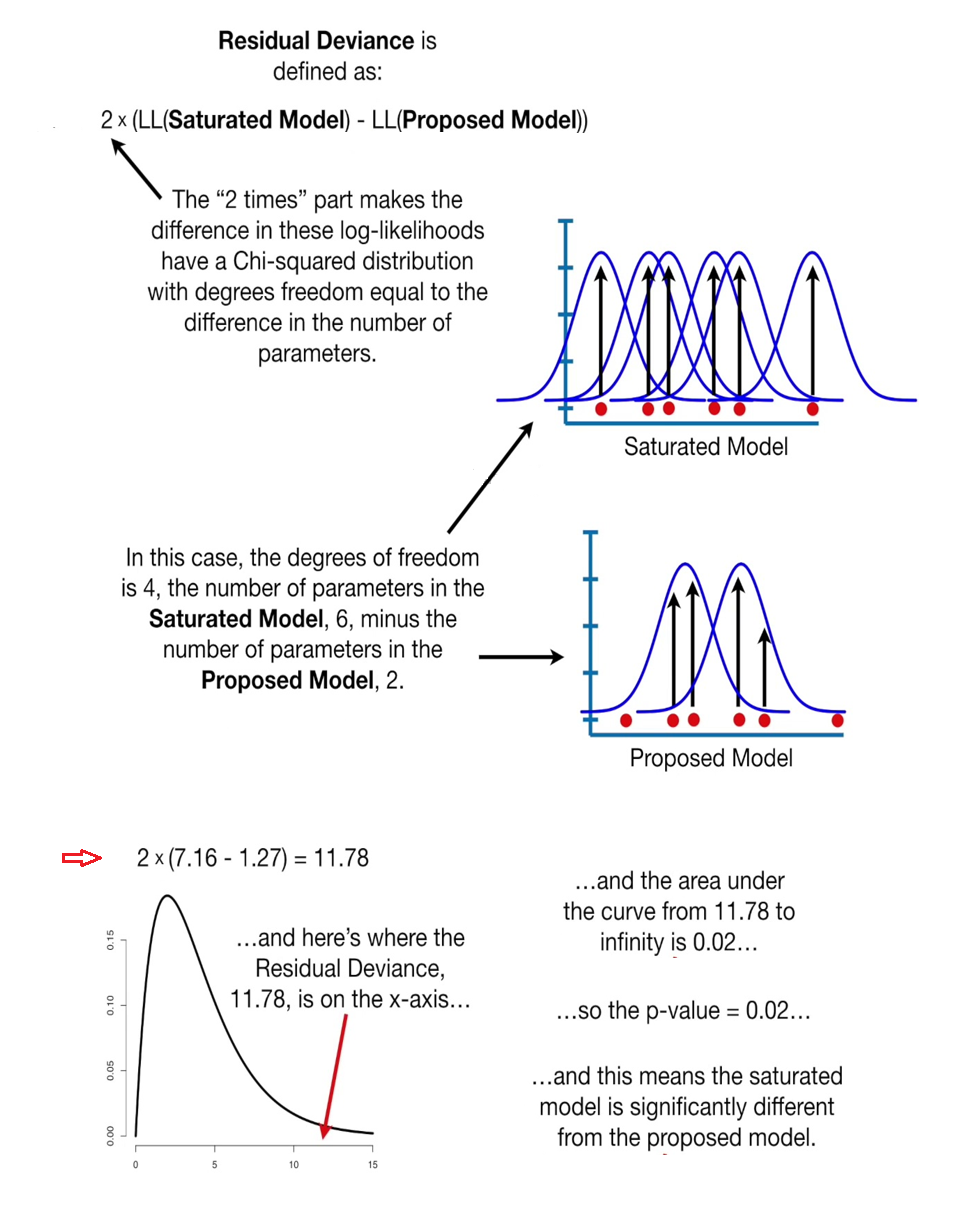 Residual Deviance is
defined as:
2 x (LL(Saturated Model) - LL(Proposed Model))
The “2 times” part makes the
difference in these log-likelihoods
have a Chi-squared distribution
with degrees freedom equal to the
difference in the number of
parameters.
Saturated Model
In this case, the degrees of freedom
is 4, the number of parameters in the
Saturated Model, 6, minus the
number of parameters in the
Proposed Model, 2.
Proposed Model
2 x (7.16 - 1.27) = 11.78
…and here’s where the
Residual Deviance,
11.78, is on the x-axis…
0.15
0.10
0.05
0.00
0 5 10 15
…and the area under
the curve from 11.78 to
infinity is 0.02…
…so the p-value = 0.02…
…and this means the saturated
model is significantly different
from the proposed model.